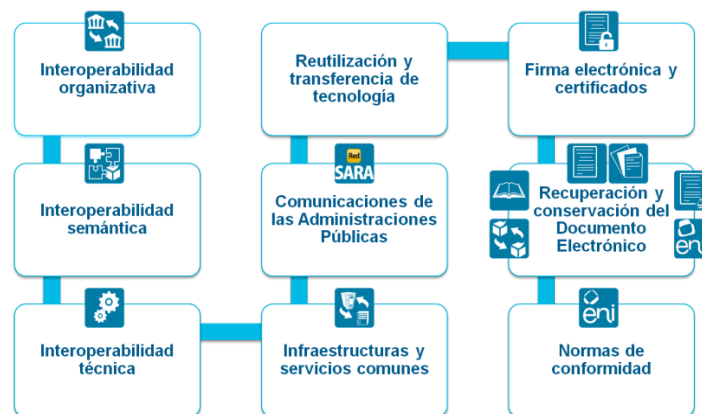 Interoperabilidad
organizativa
Interoperabilidad
semántica
Interoperabilidad
técnica
Infraestructuras y
servicios comunes
Red
SARA
Comunicaciones de
las Administraciones
Públicas
Reutilización y
transferencia de
tecnología
Firma electrónica y
certificados
Recuperación y
conservación del
Documento
Electrónico
eni
eni
Normas de
conformidad